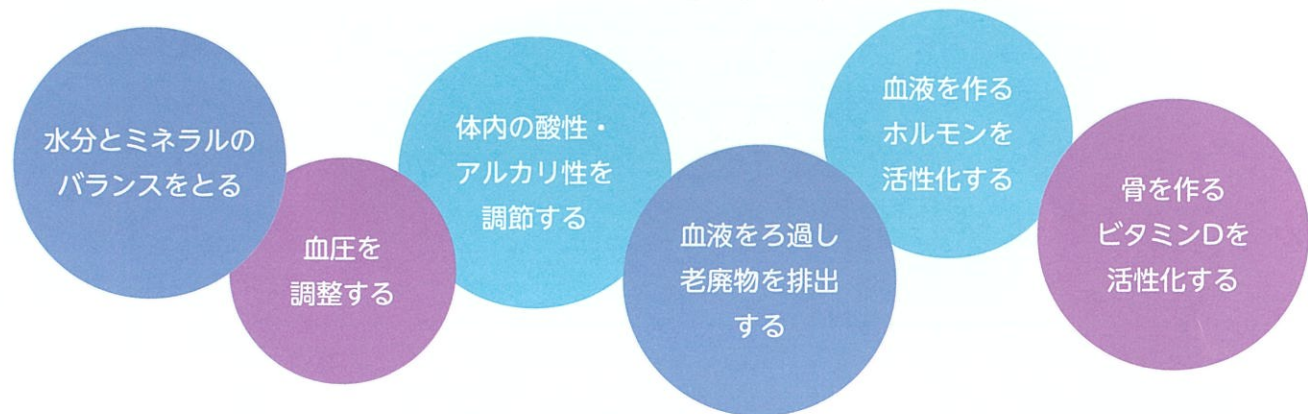 水分とミネラルの
バランスをとる
血圧を
調整する
体内の酸性・
アルカリ性を
調節する
血液をろ過し
老廃物を排出
する
血液を作る
ホルモンを
活性化する
骨を作る
ビタミンDを
活性化する